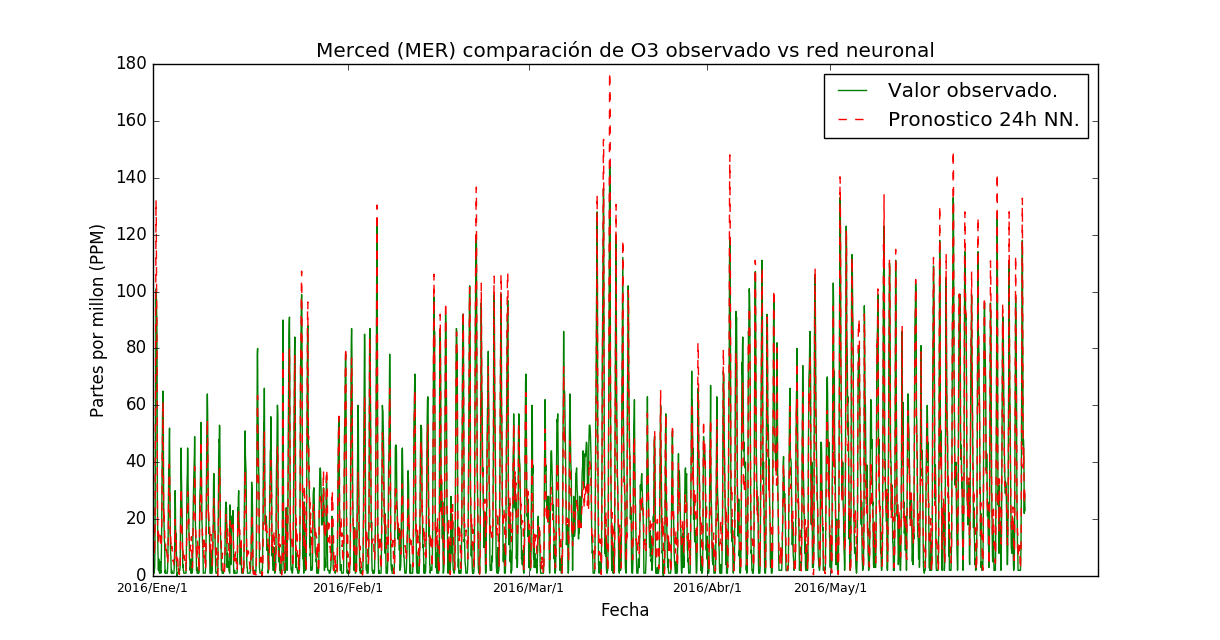 Merced (MER) comparación de O3 observado vs red neuronal
Valor observado.
Pronostico 24h NN.
Partes por millon (PPM)
180
160
140
120
100
80
60
40
20
0
2016/Ene/1 2016/Feb/1 2016/Mar/1 2016/Abr/1 2016/May/1
Fecha